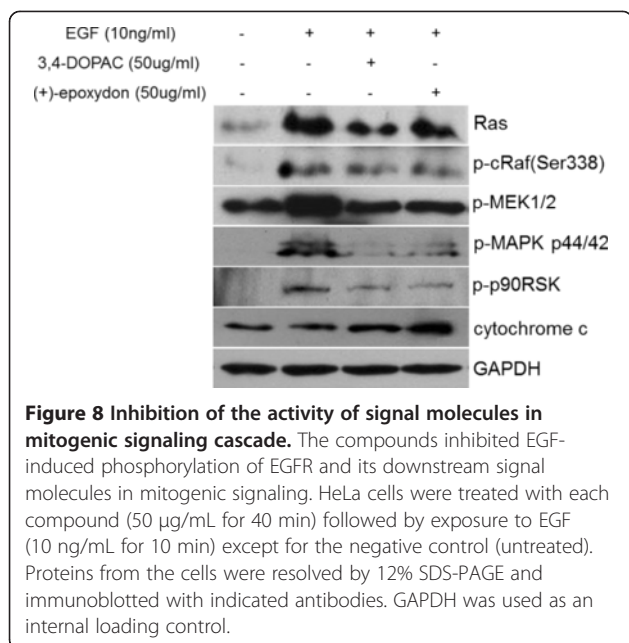 EGF (10ng/ml) - + + +
3,4-DOPAC (50ug/ml) - - + -
(+)-epoxydon (50ug/ml) - - - +
Ras
p-cRaf(Ser338)
p-MEK1/2
p-MAPK p44/42
p-p90RSK
cytochrome c
GAPDH
Figure 8 Inhibition of the activity of signal molecules in
mitogenic signaling cascade. The compounds inhibited EGF-
induced phosphorylation of EGFR and its downstream signal
molecules in mitogenic signaling. HeLa cells were treated with each
compound (50 μg/mL for 40 min) followed by exposure to EGF
(10 ng/mL for 10 min) except for the negative control (untreated).
Proteins from the cells were resolved by 12% SDS-PAGE and
immunoblotted with indicated antibodies. GAPDH was used as an
internal loading control.